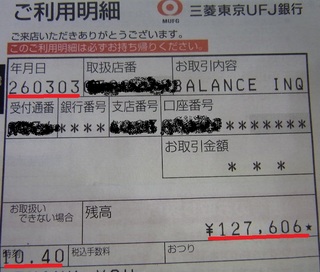 ご利用明細
MUFG 三菱東京UFJ銀行
ご来店いただきありがとうございます。
このご利用明細は必ずお持ち帰りください。
年月日 取扱店番 お取引内容
260303 BALANCE INQ
受付通番 銀行番号 支店番号 口座番号
**** *** *******
お取引金額
***
お取扱い
できない場合 残高
¥127,606*
時刻 税込手数料 おつり
10.40